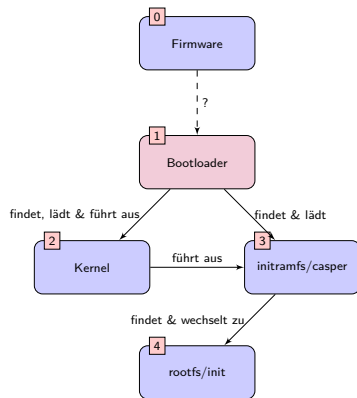 0
Firmware
?
1
Bootloader
findet, lädt & führt aus
findet & lädt
2
Kernel
führt aus
3
initramfs/casper
findet & wechselt zu
4
rootfs/init